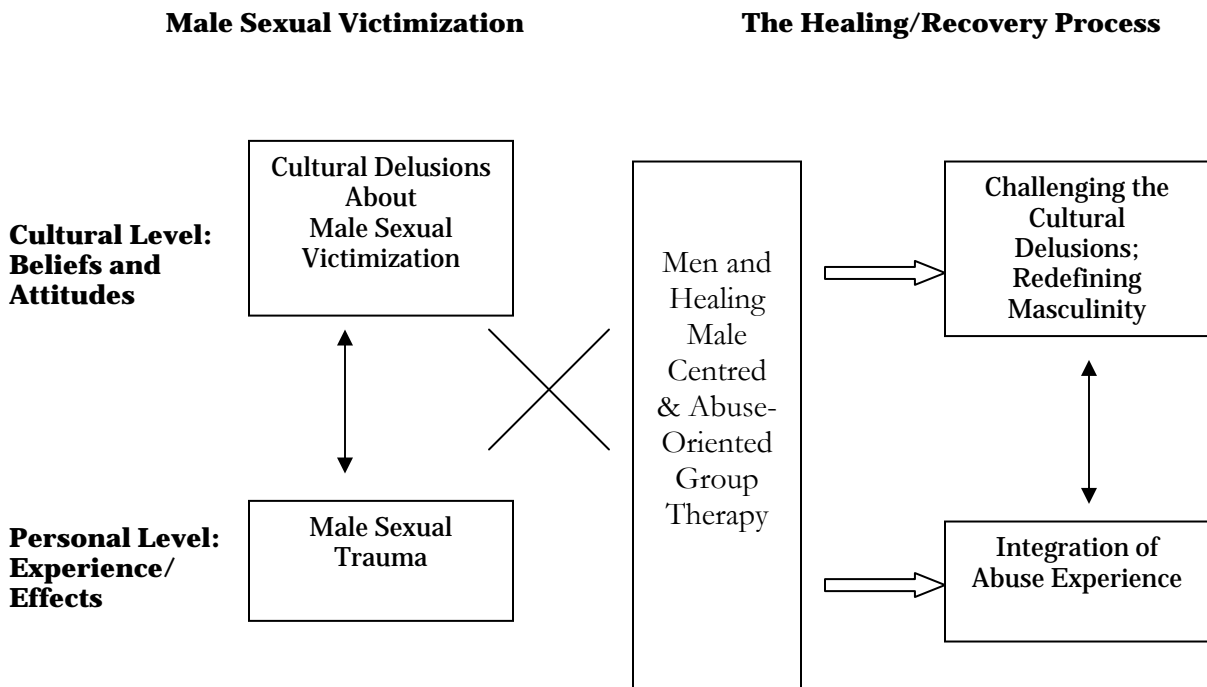 Male Sexual Victimization
The Healing/Recovery Process
Cultural Level:
Beliefs and
Attitudes
Cultural Delusions
About
Male Sexual
Victimization
Men and
Healing
Male
Centred
& Abuse-
Oriented
Group
Therapy
Challenging the
Cultural
Delusions;
Redefining
Masculinity
Personal Level:
Experience/
Effects
Male Sexual
Trauma
Integration of
Abuse Experience